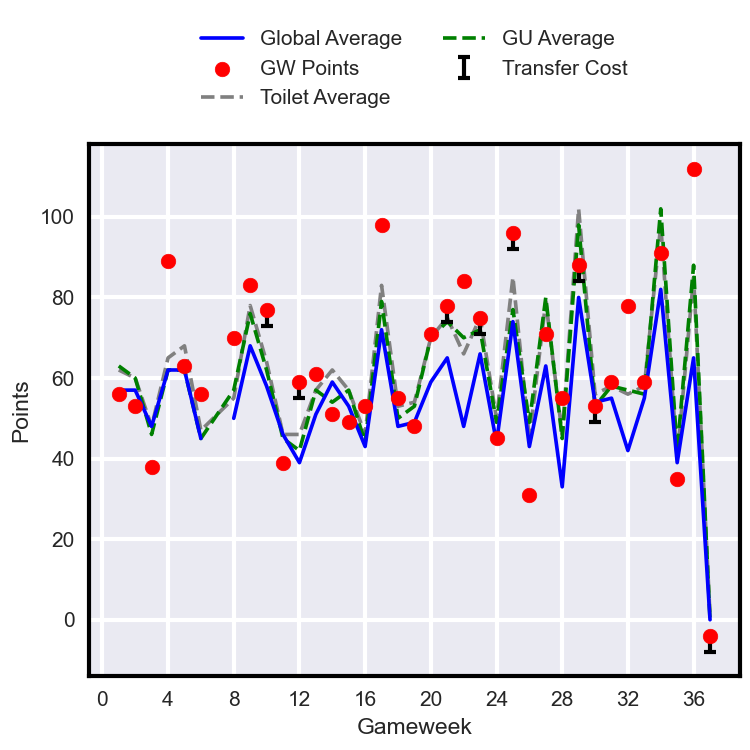 Global Average
GW Points
Toilet Average
GU Average
Transfer Cost
Points
100
80
60
40
20
0
0 4 8 12 16 20 24 28 32 36
Gameweek